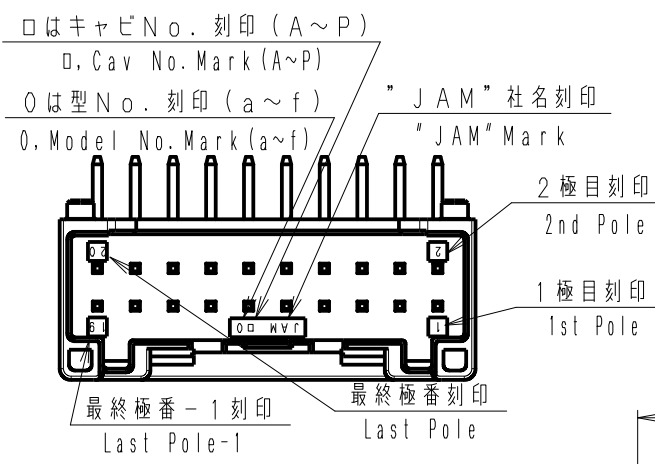 □はキャビNo. 刻印（A～P）
□, Cav No. Mark (A~P)
Oは型No. 刻印（a～f）
O, Model No. Mark (a~f)
"JAM"社名刻印
"JAM" Mark
2極目刻印
2nd Pole
20
2
1極目刻印
1st Pole
19
O □ JAM
1
最終極番－1刻印
Last Pole-1
最終極番刻印
Last Pole